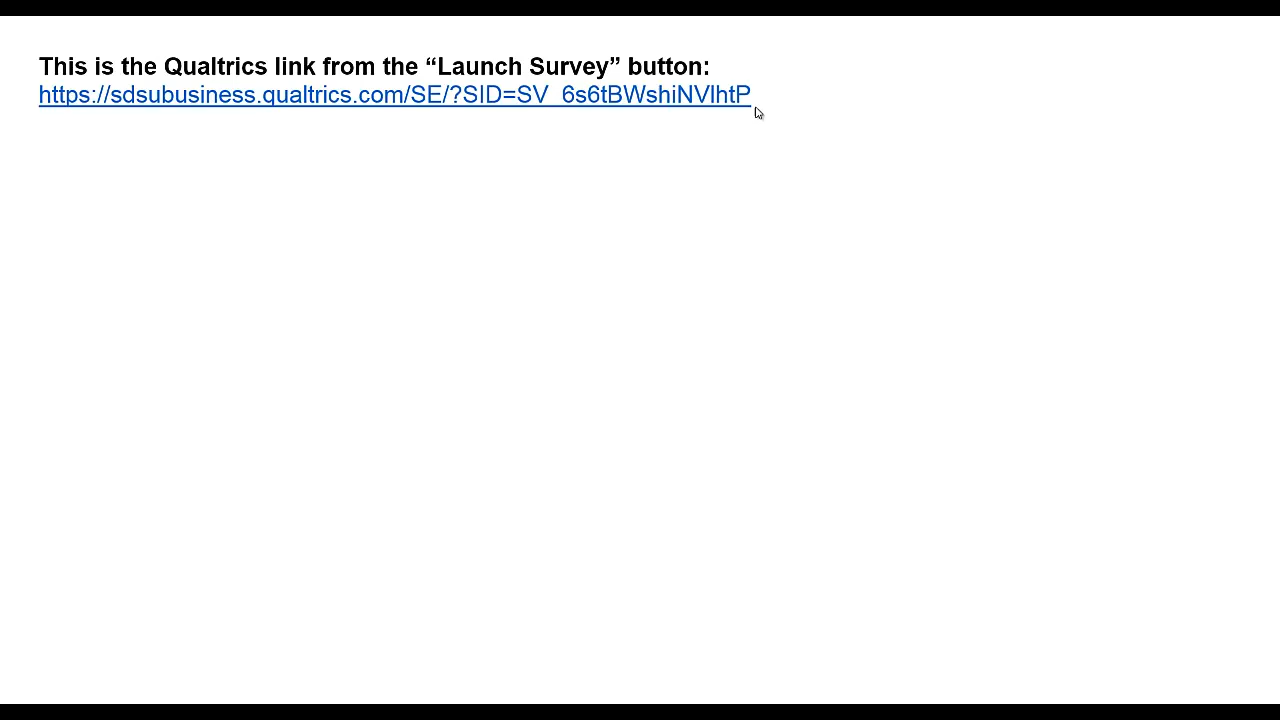 This is the Qualtrics link from the “Launch Survey” button:
https://sdsubusiness.qualtrics.com/SE/?SID=SV_6s6tBWshiNVlhtP